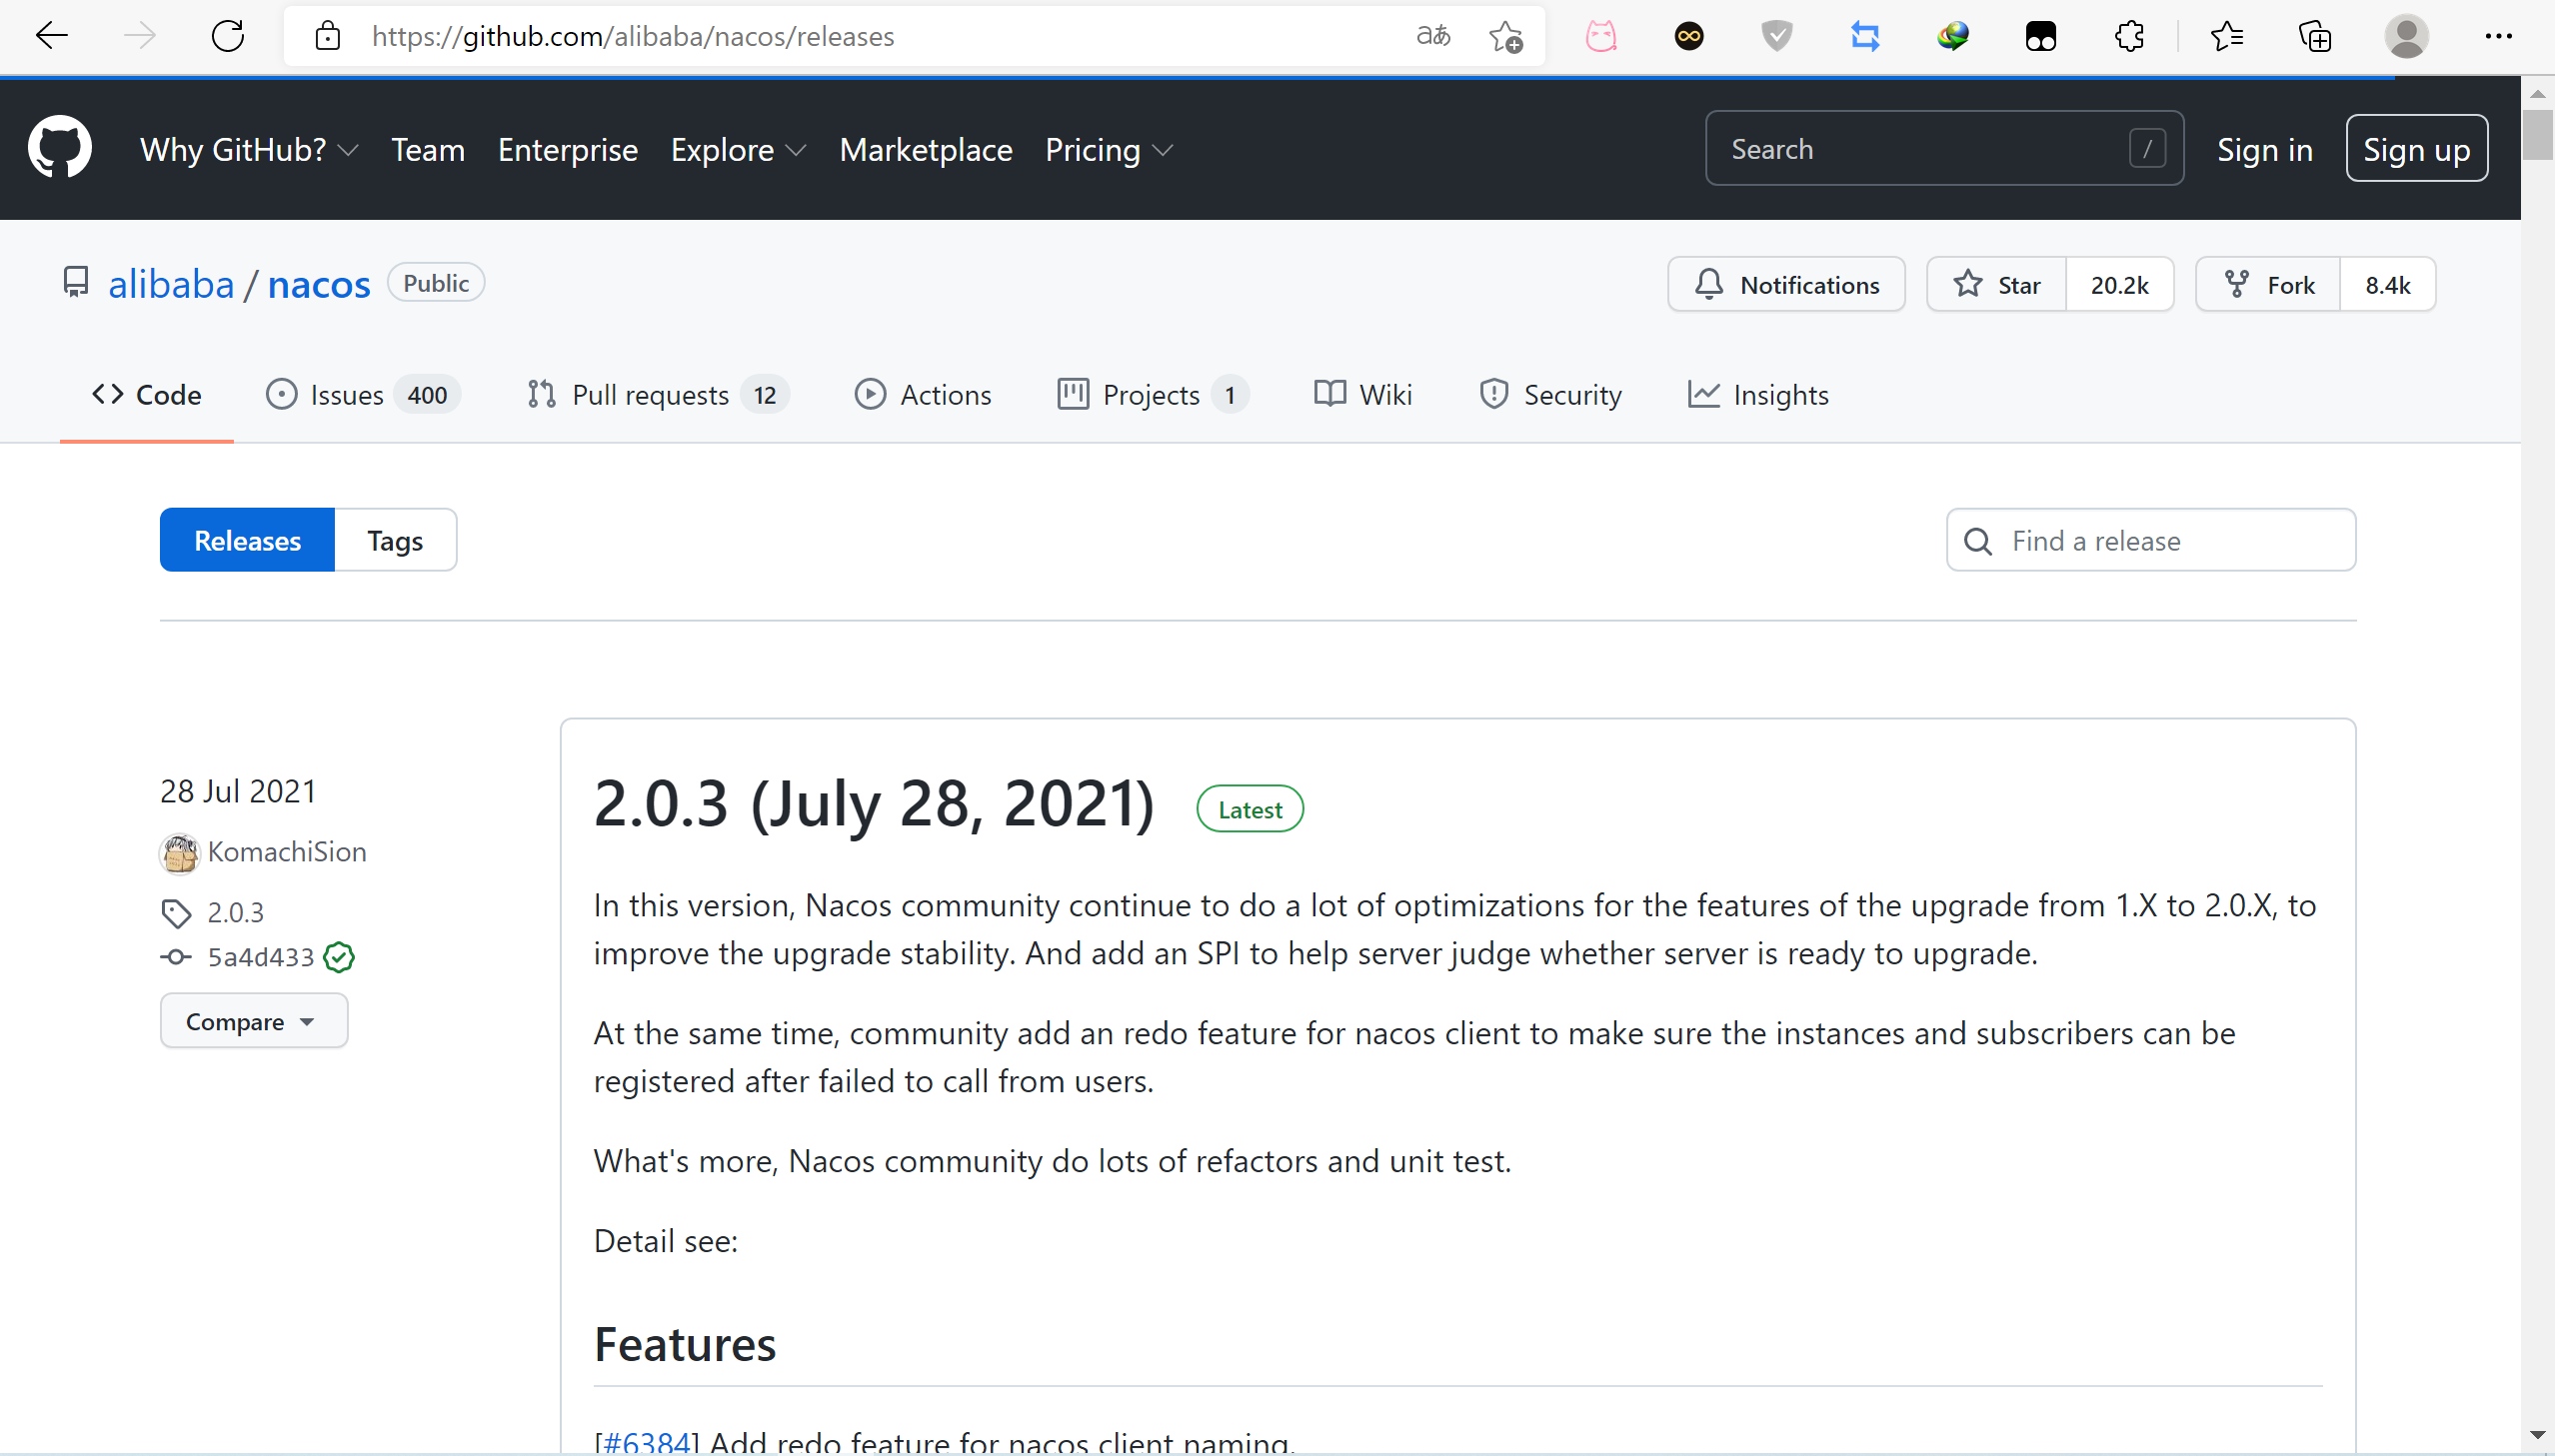 https://github.com/alibaba/nacos/releases
aあ
Why GitHub? Team Enterprise Explore Marketplace Pricing
Search /
Sign in
Sign up
alibaba / nacos Public
Notifications
Star 20.2k
Fork 8.4k
Code
Issues 400
Pull requests 12
Actions
Projects 1
Wiki
Security
Insights
Releases Tags
Find a release
28 Jul 2021
KomachiSion
2.0.3
5a4d433
Compare
2.0.3 (July 28, 2021) Latest
In this version, Nacos community continue to do a lot of optimizations for the features of the upgrade from 1.X to 2.0.X, to
improve the upgrade stability. And add an SPI to help server judge whether server is ready to upgrade.
At the same time, community add an redo feature for nacos client to make sure the instances and subscribers can be
registered after failed to call from users.
What's more, Nacos community do lots of refactors and unit test.
Detail see:
Features
[#6384] Add redo feature for nacos client naming.